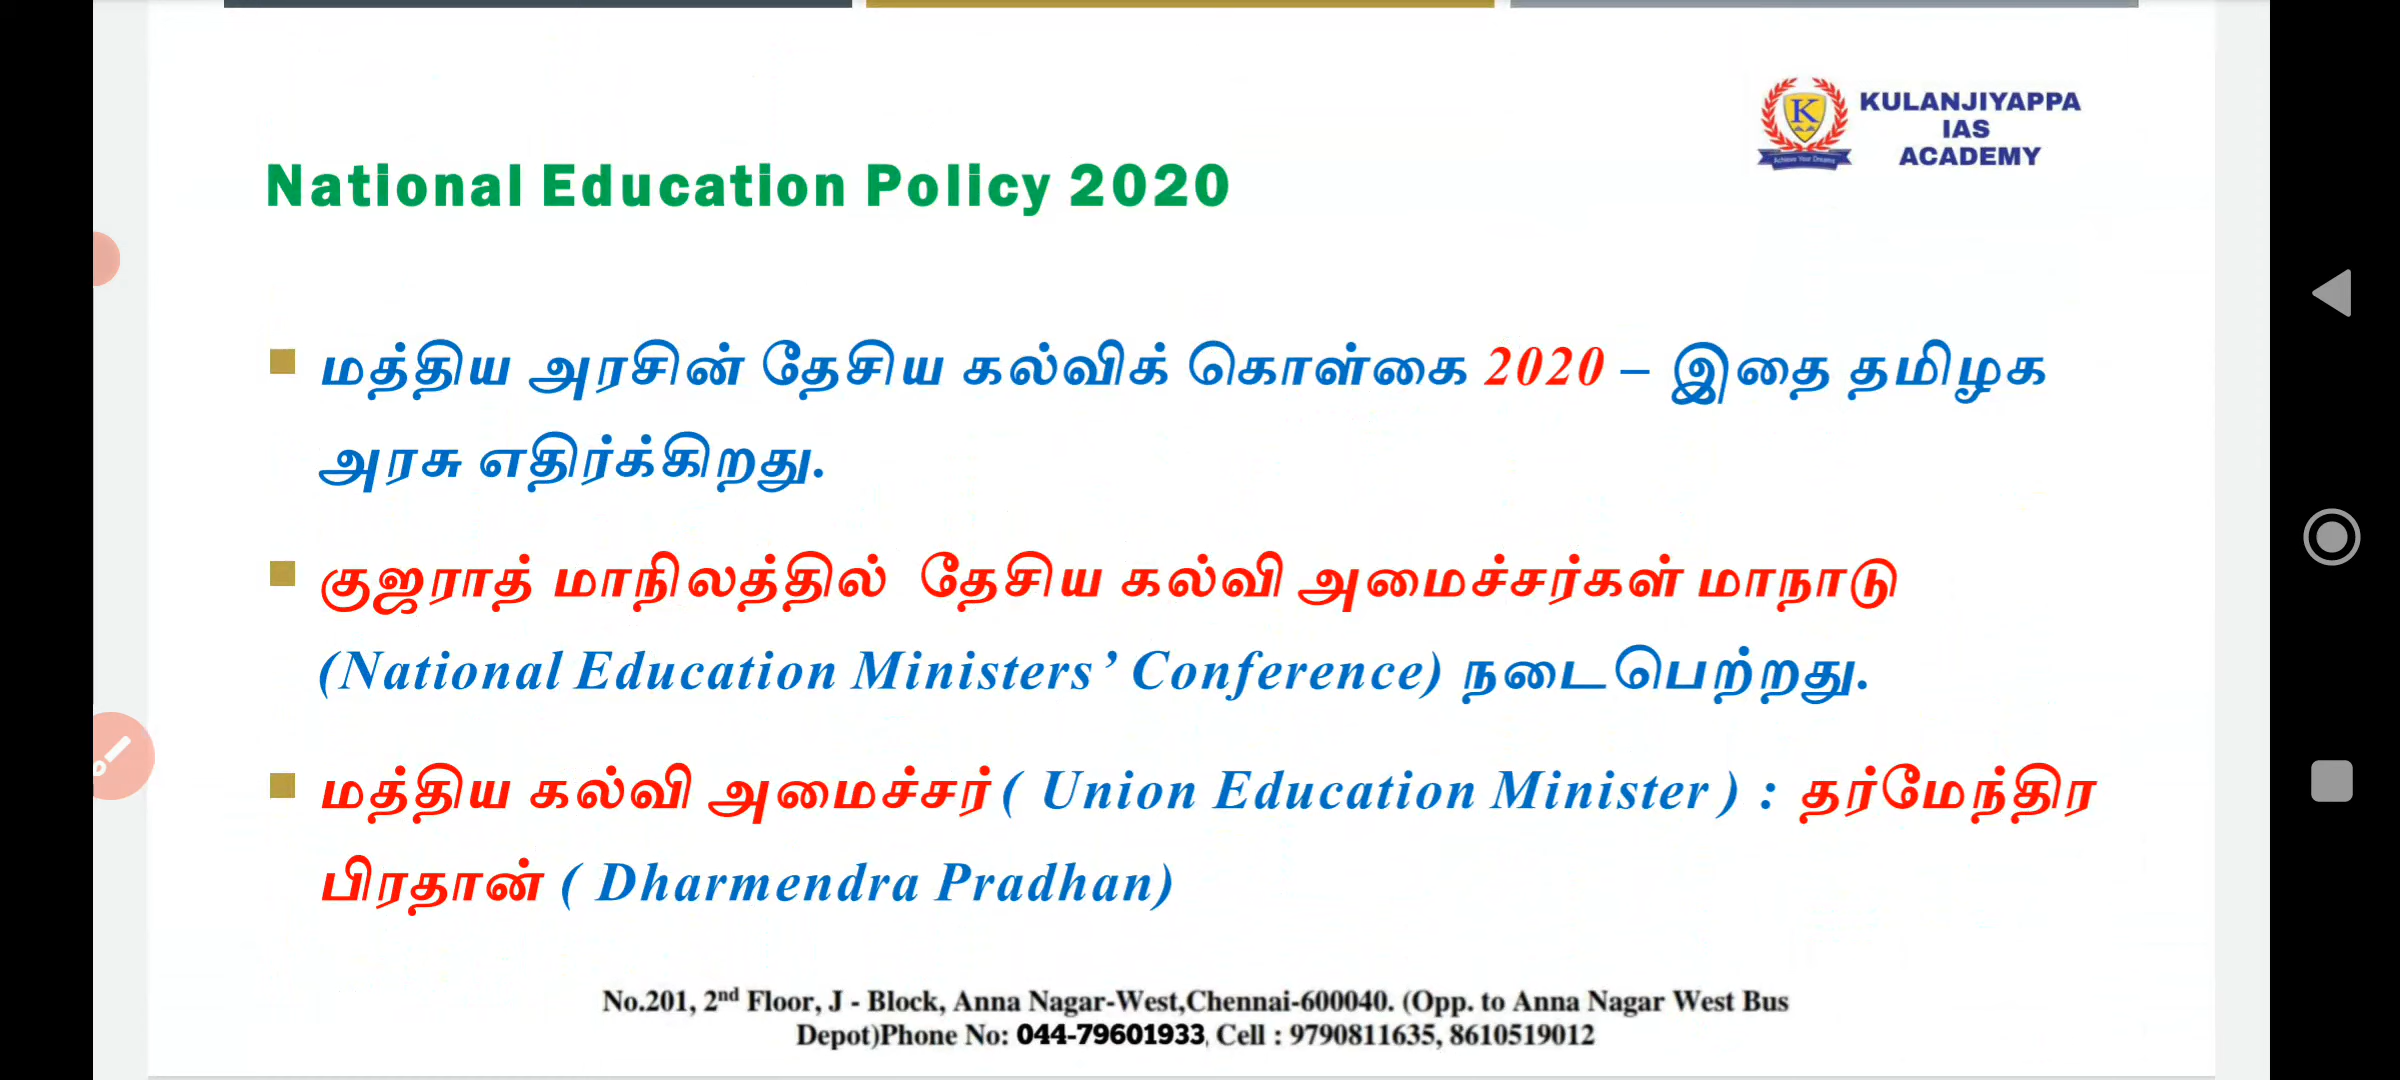 KULANJIYAPPA
IAS
ACADEMY
Achieve Your Dreams
National Education Policy 2020
மத்திய அரசின் தேசிய கல்விக் கொள்கை 2020 – இதை தமிழக
அரசு எதிர்க்கிறது.
குஜராத் மாநிலத்தில் தேசிய கல்வி அமைச்சர்கள் மாநாடு
(National Education Ministers’ Conference) நடைபெற்றது.
மத்திய கல்வி அமைச்சர் ( Union Education Minister ) : தர்மேந்திர
பிரதான் ( Dharmendra Pradhan)
No.201, 2nd Floor, J - Block, Anna Nagar-West,Chennai-600040. (Opp. to Anna Nagar West Bus
Depot)Phone No: 044-79601933, Cell : 9790811635, 8610519012